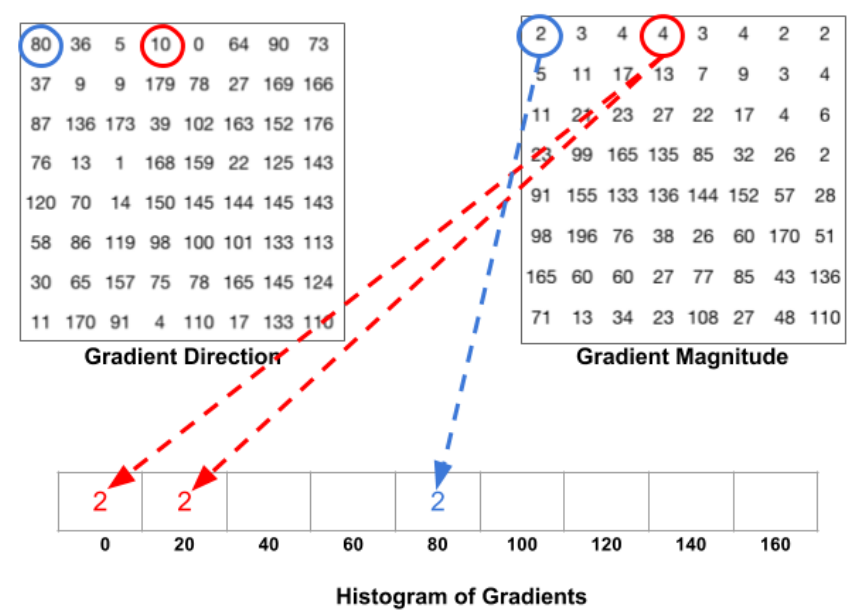 80 36 5 10 0 64 90 73
37 9 9 179 78 27 169 166
87 136 173 39 102 163 152 176
76 13 1 168 159 22 125 143
120 70 14 150 145 144 145 143
58 86 119 98 100 101 133 113
30 65 157 75 78 165 145 124
11 170 91 4 110 17 133 110
Gradient Direction
2 3 4 4 3 4 2 2
5 11 17 13 7 9 3 4
11 21 23 27 22 17 4 6
23 99 165 135 85 32 26 2
91 155 133 136 144 152 57 28
98 196 76 38 26 60 170 51
165 60 60 27 77 85 43 136
71 13 34 23 108 27 48 110
Gradient Magnitude
2 2 2
0 20 40 60 80 100 120 140 160
Histogram of Gradients